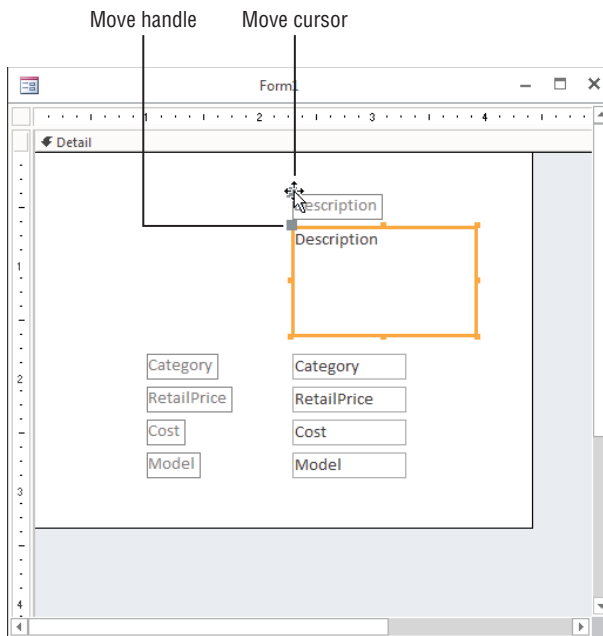 Move handle Move cursor
Form1
1 2 3 4
Detail
Description
Description
1
Category Category
2
RetailPrice RetailPrice
Cost Cost
Model Model
3
4